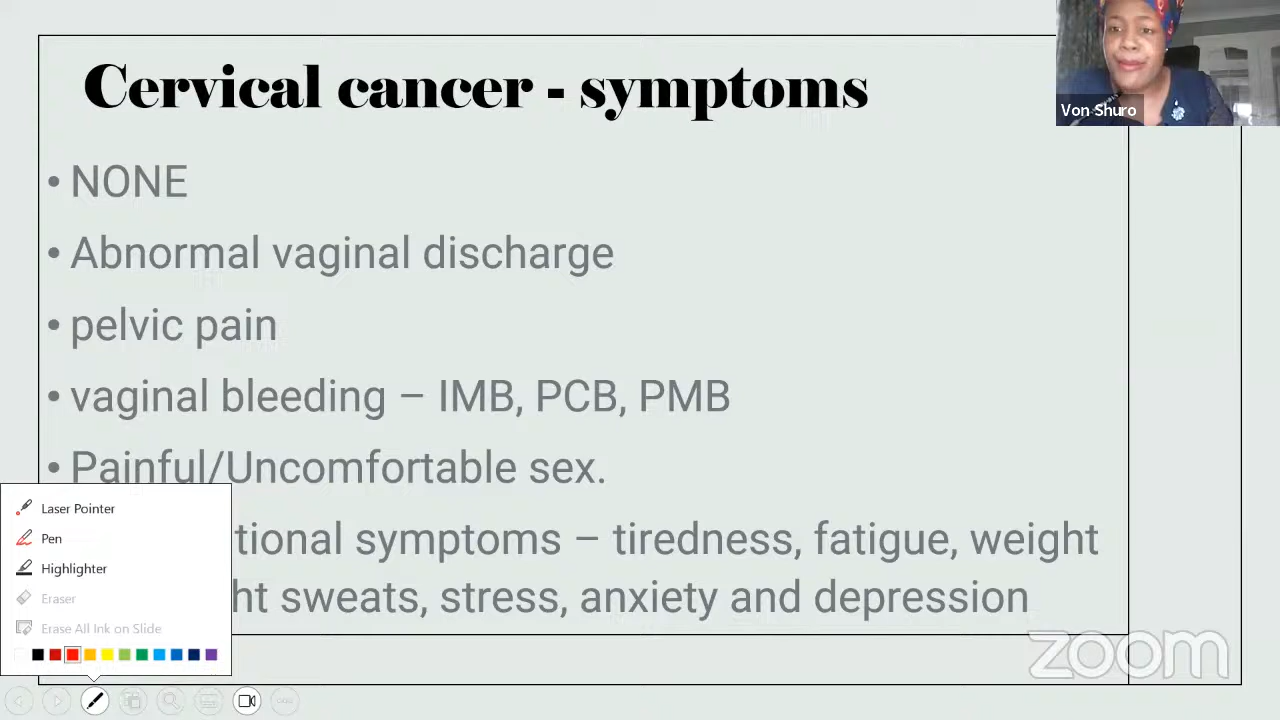 Cervical cancer - symptoms
Von Shuro
• NONE
• Abnormal vaginal discharge
• pelvic pain
• vaginal bleeding – IMB, PCB, PMB
• Painful/Uncomfortable sex.
tional symptoms – tiredness, fatigue, weight
ht sweats, stress, anxiety and depression
Laser Pointer
Pen
Highlighter
Eraser
Erase All Ink on Slide
zoom